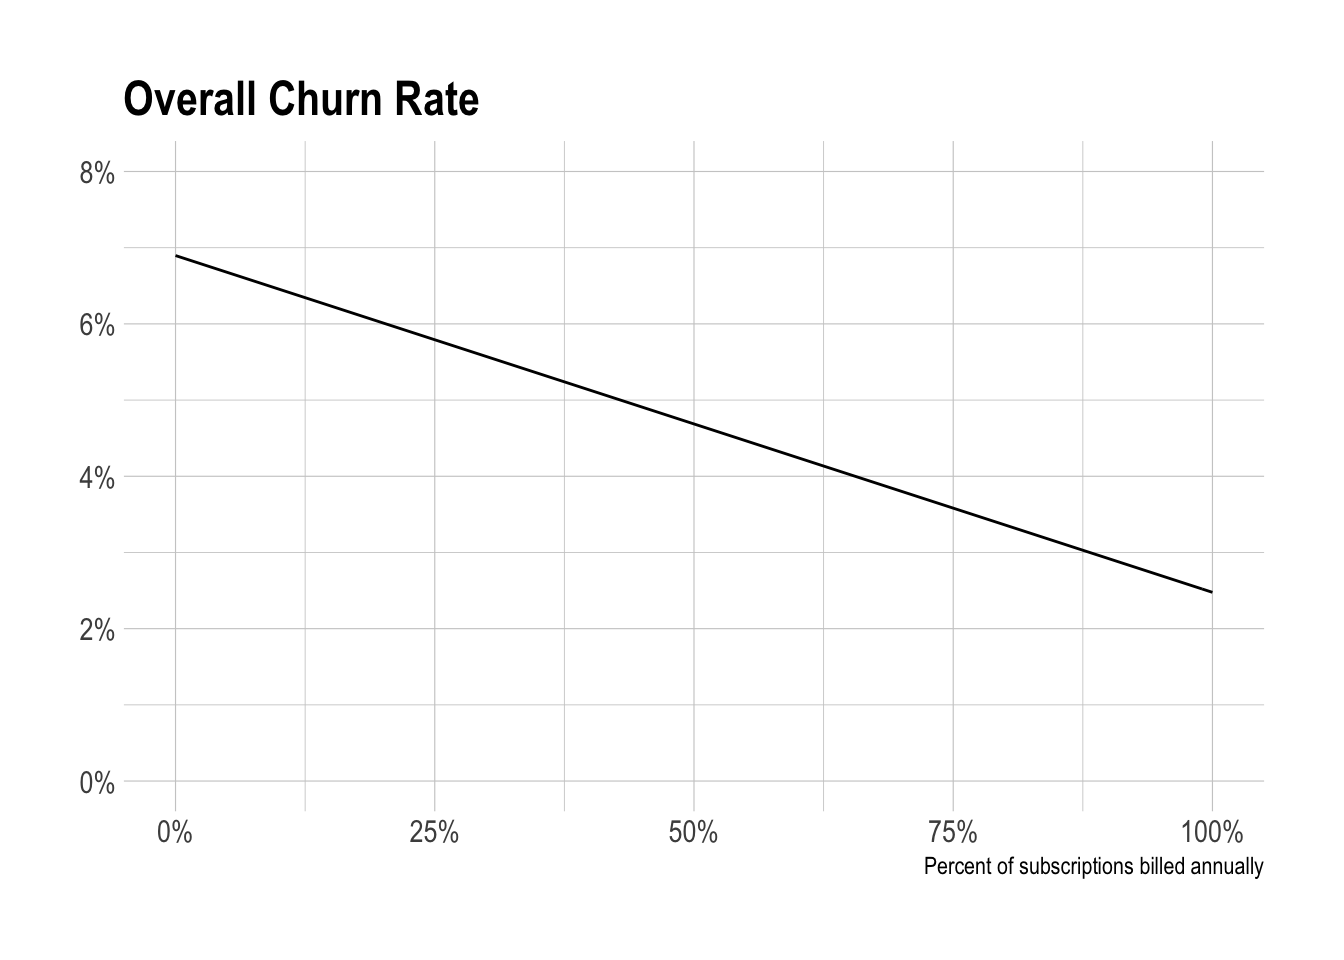 Overall Churn Rate
8%
6%
4%
2%
0%
0% 25% 50% 75% 100%
Percent of subscriptions billed annually